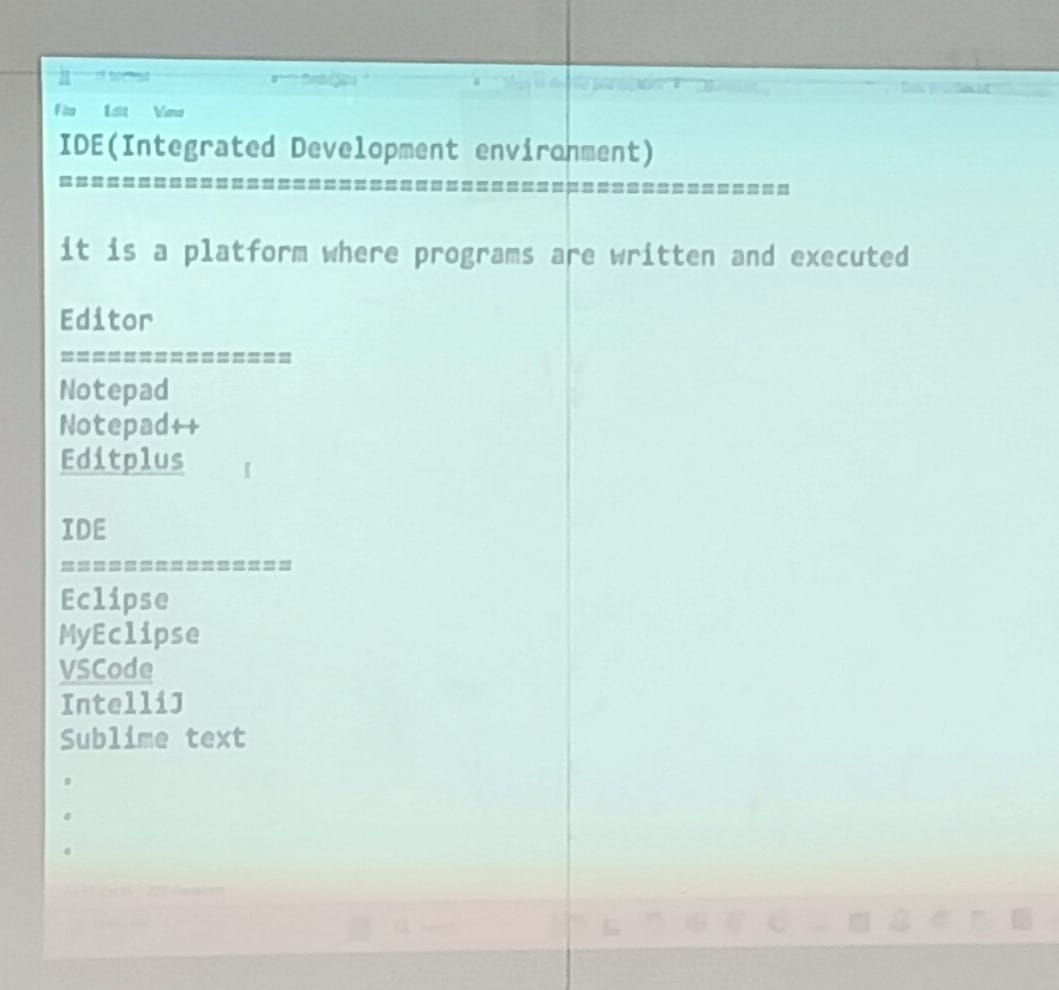 File Edit View
IDE(Integrated Development environment)
===============================================
it is a platform where programs are written and executed
Editor
===============
Notepad
Notepad++
Editplus
IDE
===============
Eclipse
MyEclipse
VSCode
IntelliJ
Sublime text
.
.
.